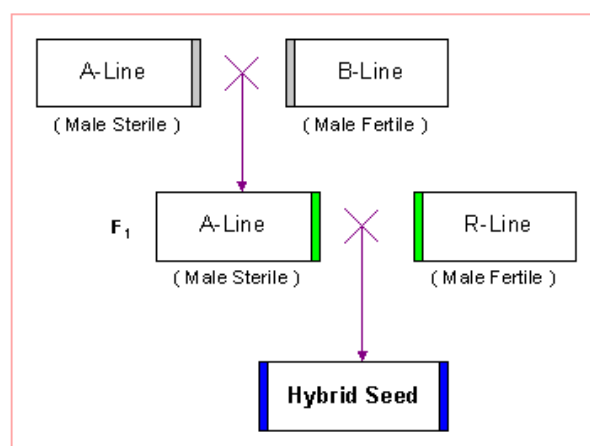 A-Line B-Line
( Male Sterile ) ( Male Fertile )
F1 A-Line R-Line
( Male Sterile ) ( Male Fertile )
Hybrid Seed